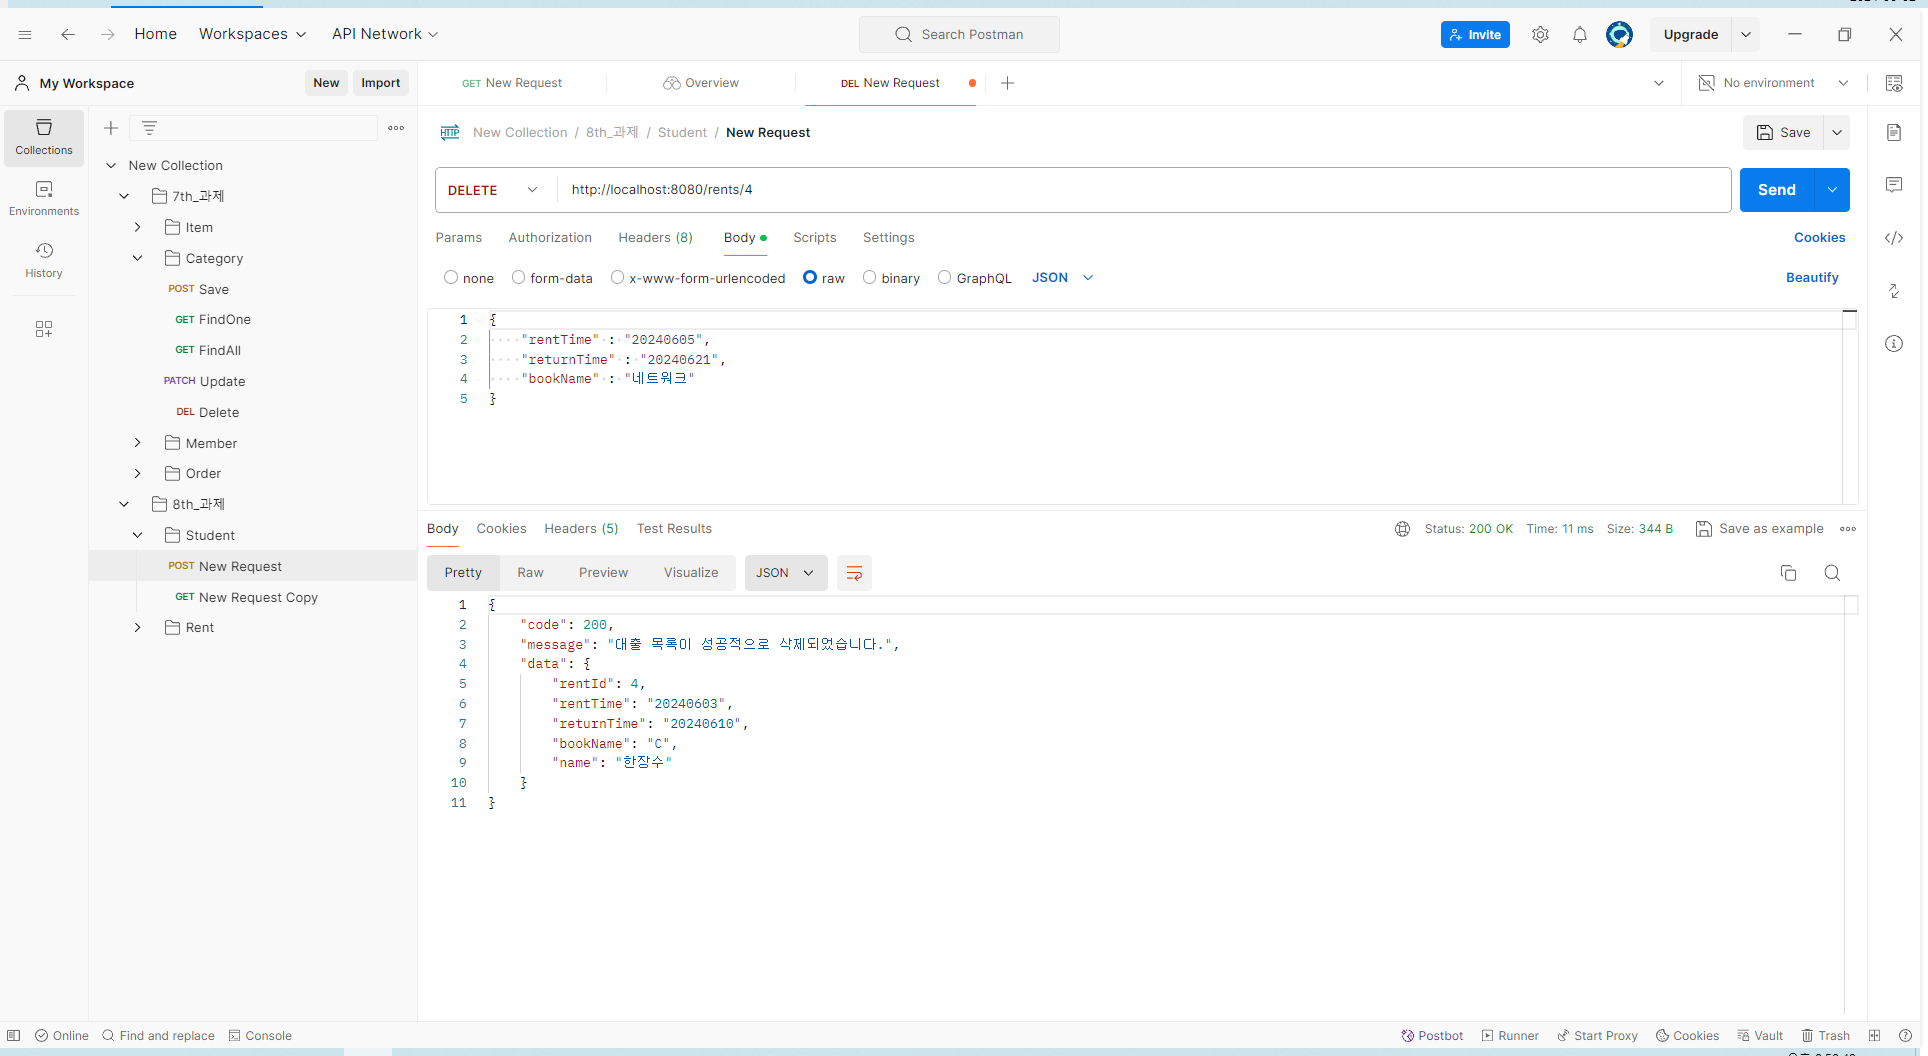 Home Workspaces API Network Search Postman Invite Upgrade
My Workspace New Import GET New Request Overview DEL New Request No environment
Collections
Environments
History
New Collection
7th_과제
Item
Category
POST Save
GET FindOne
GET FindAll
PATCH Update
DEL Delete
Member
Order
8th_과제
Student
POST New Request
GET New Request Copy
Rent
New Collection / 8th_과제 / Student / New Request Save
DELETE http://localhost:8080/rents/4 Send
Params Authorization Headers (8) Body Scripts Settings Cookies
none form-data x-www-form-urlencoded raw binary GraphQL JSON Beautify
1 {
2 "rentTime" : "20240605",
3 "returnTime" : "20240621",
4 "bookName" : "네트워크"
5 }
Body Cookies Headers (5) Test Results Status: 200 OK Time: 11 ms Size: 344 B Save as example
Pretty Raw Preview Visualize JSON
1 {
2 "code": 200,
3 "message": "대출 목록이 성공적으로 삭제되었습니다.",
4 "data": {
5 "rentId": 4,
6 "rentTime": "20240603",
7 "returnTime": "20240610",
8 "bookName": "C",
9 "name": "한장수"
10 }
11 }
Online Find and replace Console Postbot Runner Start Proxy Cookies Vault Trash